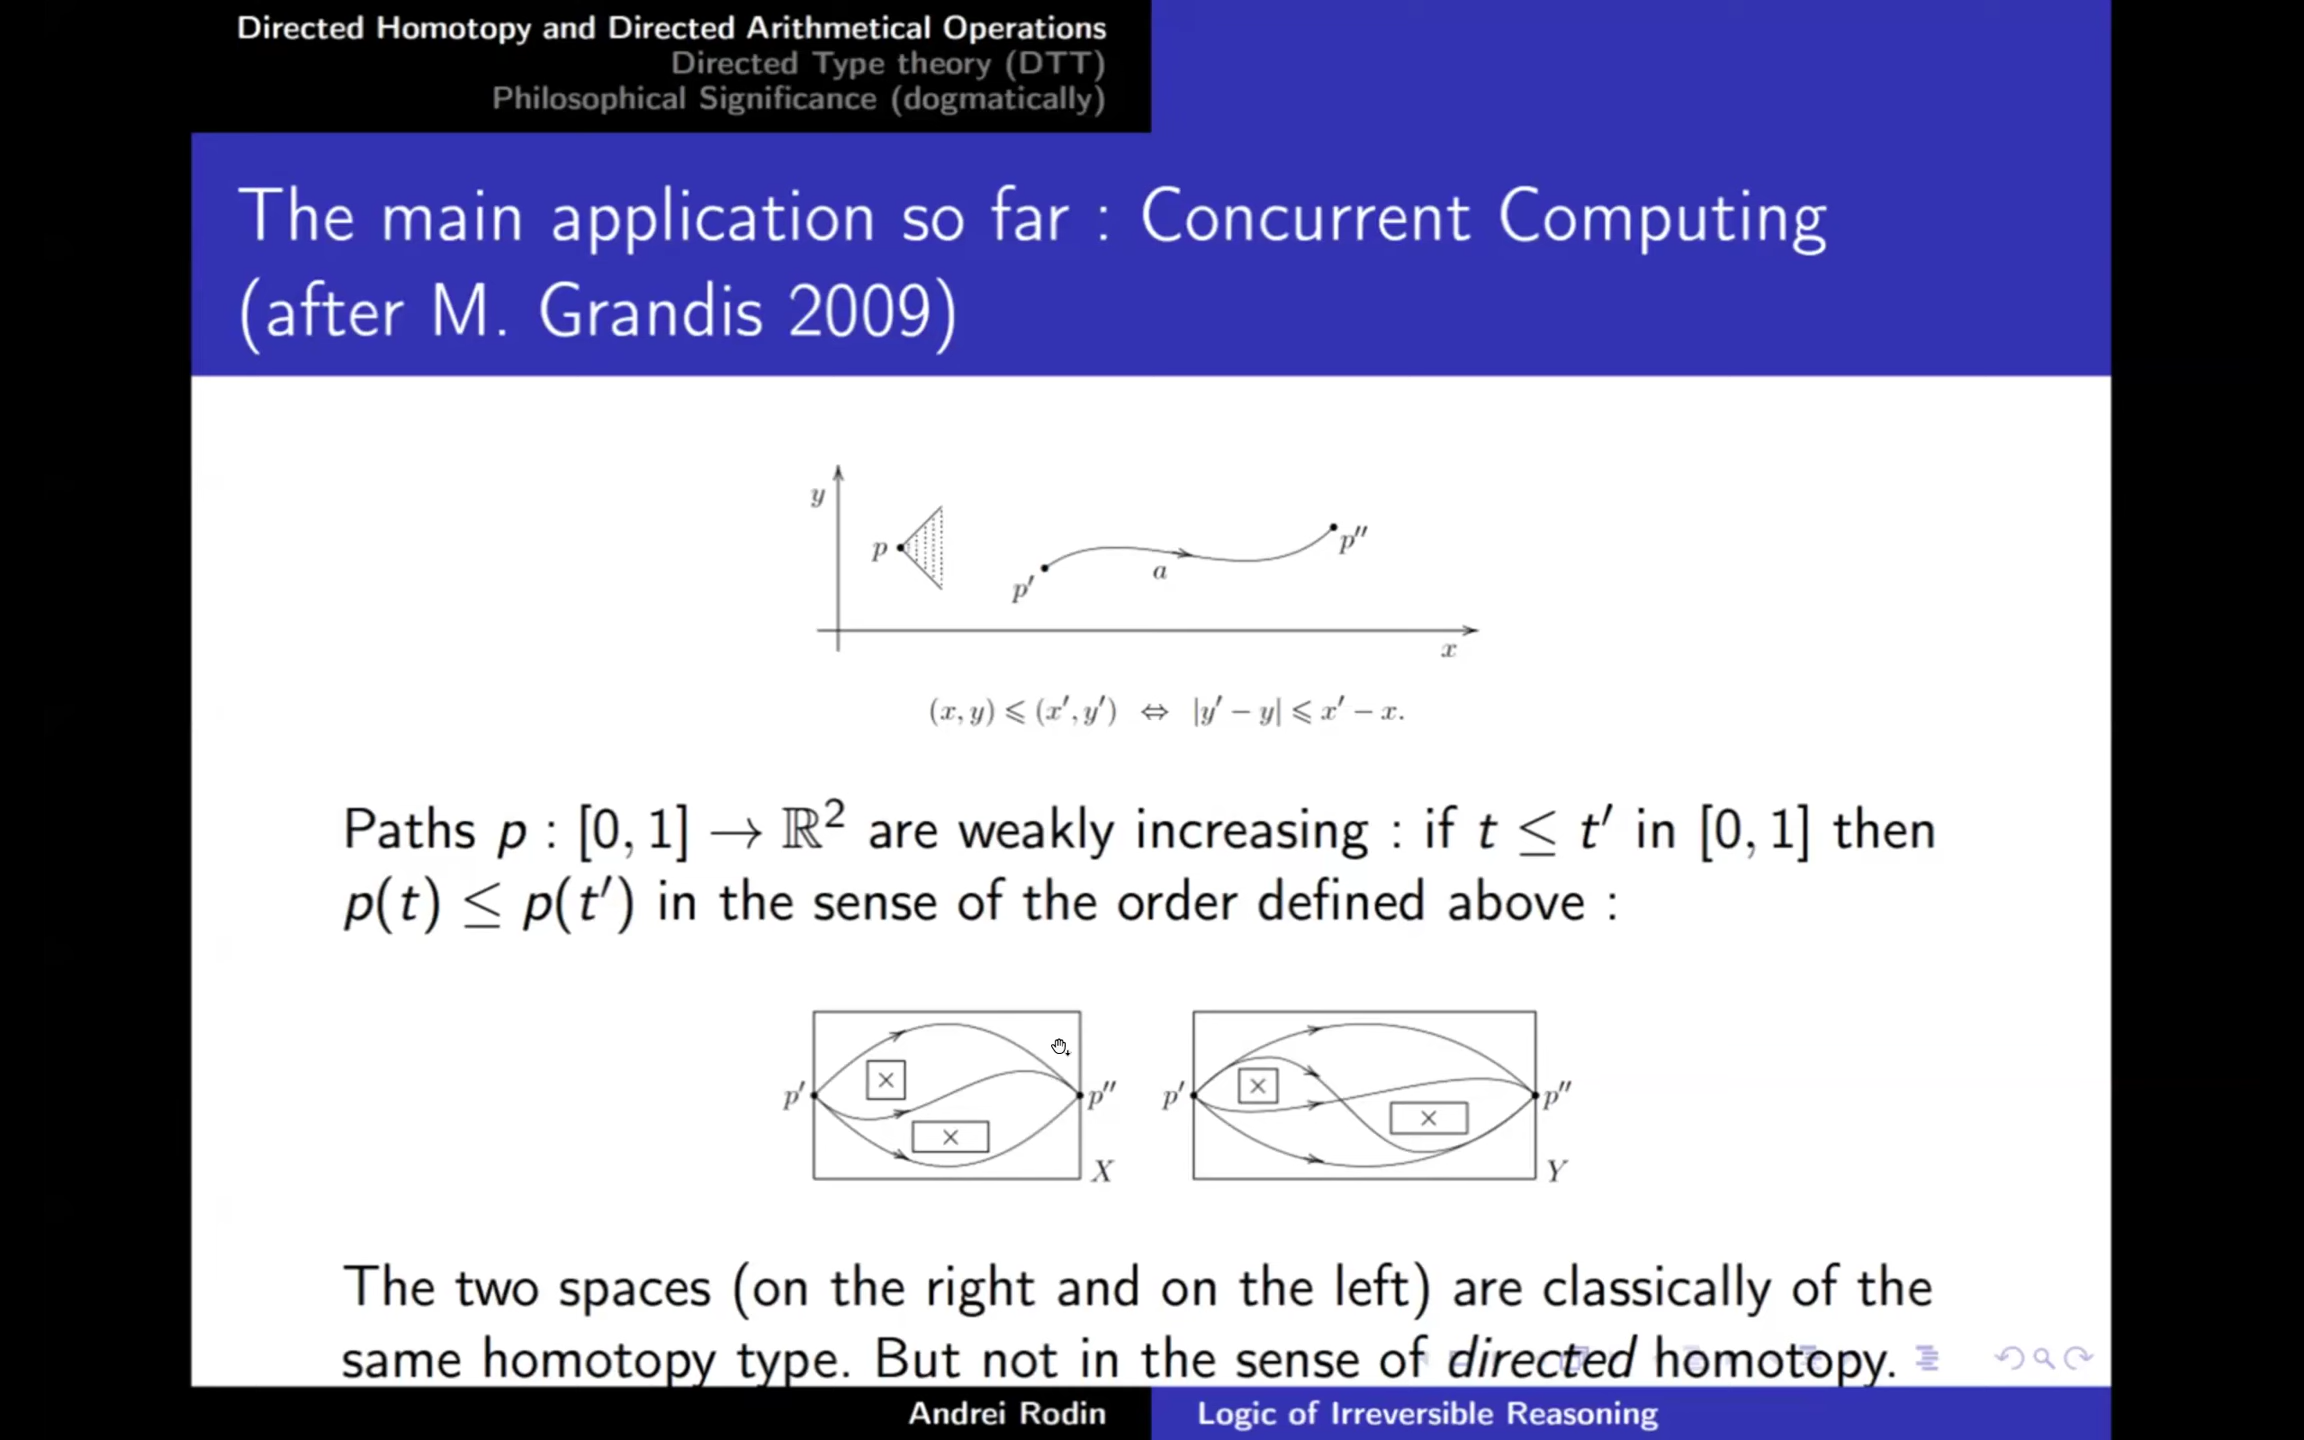 Directed Homotopy and Directed Arithmetical Operations
Directed Type theory (DTT)
Philosophical Significance (dogmatically)
The main application so far : Concurrent Computing
(after M. Grandis 2009)
y
p
p′
a
p″
x
(x, y) ⩽ (x′, y′) ⇔ |y′ − y| ⩽ x′ − x.
Paths p : [0, 1] → ℝ² are weakly increasing : if t ≤ t′ in [0, 1] then
p(t) ≤ p(t′) in the sense of the order defined above :
p′ × × p″ X
p′ × × p″ Y
The two spaces (on the right and on the left) are classically of the
same homotopy type. But not in the sense of directed homotopy.
Andrei Rodin
Logic of Irreversible Reasoning